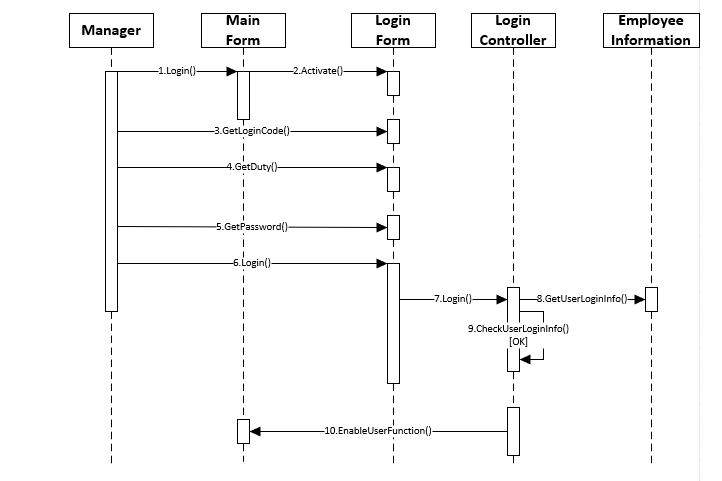 Manager
Main
Form
Login
Form
Login
Controller
Employee
Information
1.Login()
2.Activate()
3.GetLoginCode()
4.GetDuty()
5.GetPassword()
6.Login()
7.Login()
8.GetUserLoginInfo()
9.CheckUserLoginInfo()
[OK]
10.EnableUserFunction()